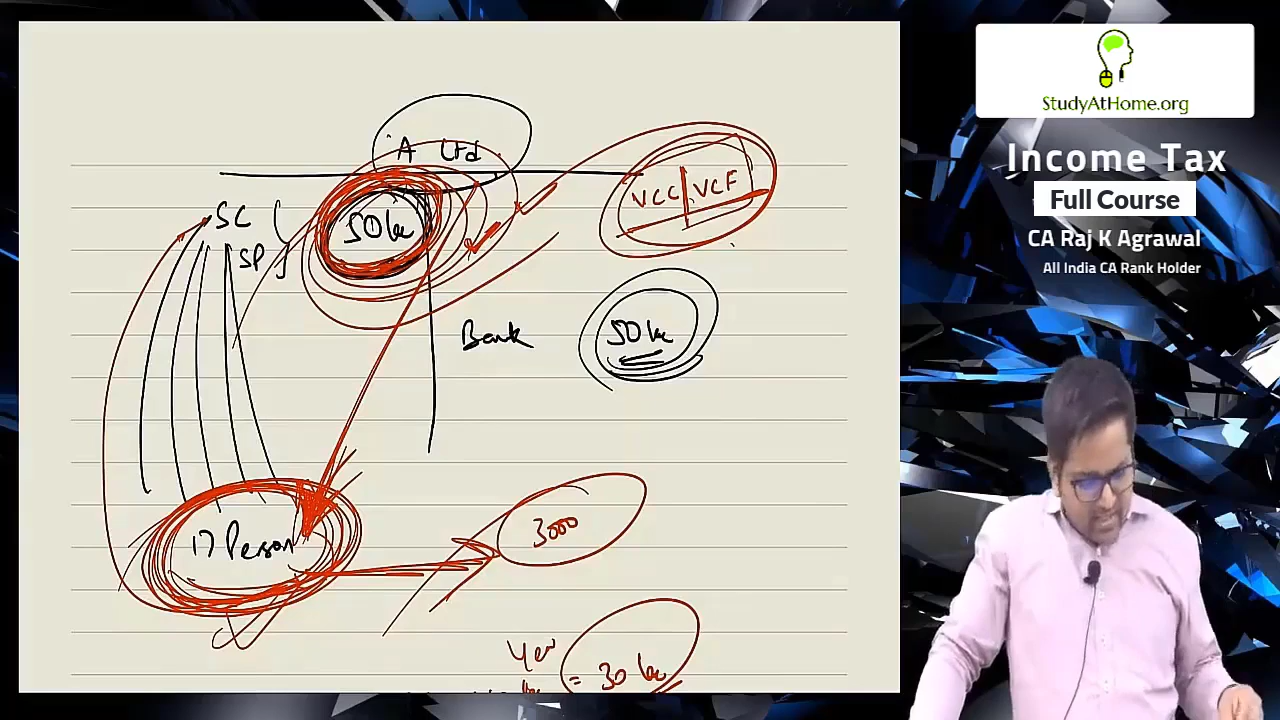 A Ltd
SC
SP
50 lac
VCC | VCF
Bank
50 lac
17 Person
3000
Year
= 30 lac
StudyAtHome.org
Income Tax
Full Course
CA Raj K Agrawal
All India CA Rank Holder